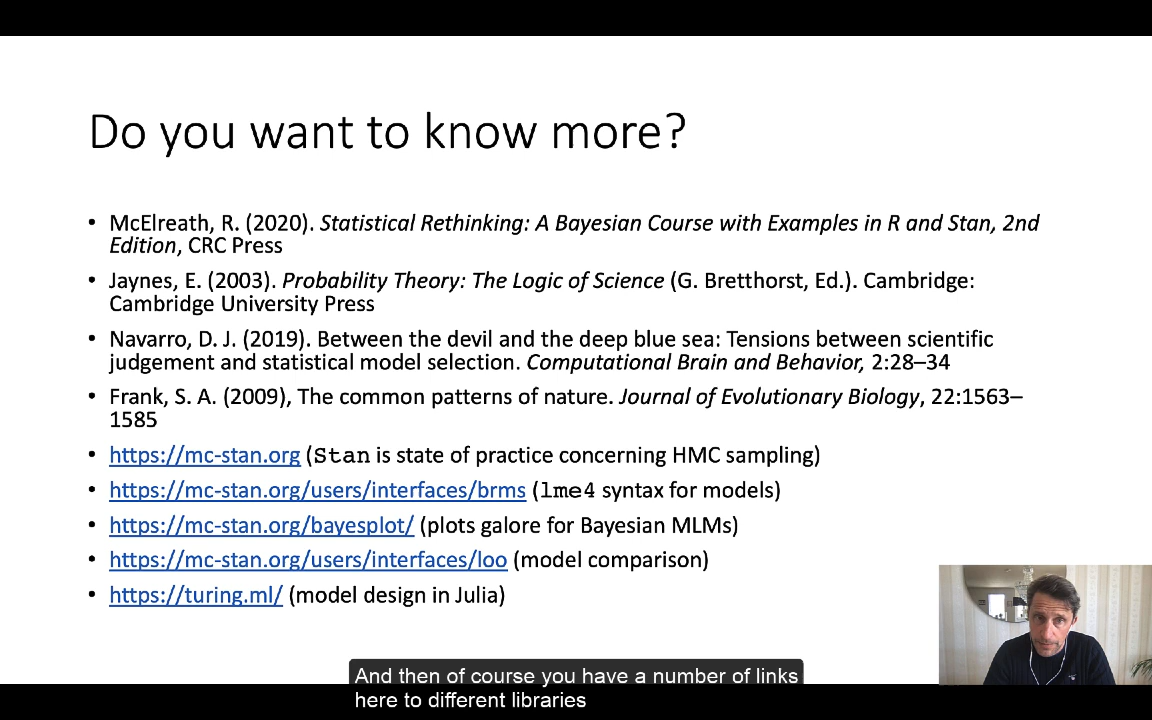 Do you want to know more?
• McElreath, R. (2020). Statistical Rethinking: A Bayesian Course with Examples in R and Stan, 2nd
Edition, CRC Press
• Jaynes, E. (2003). Probability Theory: The Logic of Science (G. Bretthorst, Ed.). Cambridge:
Cambridge University Press
• Navarro, D. J. (2019). Between the devil and the deep blue sea: Tensions between scientific
judgement and statistical model selection. Computational Brain and Behavior, 2:28–34
• Frank, S. A. (2009), The common patterns of nature. Journal of Evolutionary Biology, 22:1563–
1585
• https://mc-stan.org (Stan is state of practice concerning HMC sampling)
• https://mc-stan.org/users/interfaces/brms (lme4 syntax for models)
• https://mc-stan.org/bayesplot/ (plots galore for Bayesian MLMs)
• https://mc-stan.org/users/interfaces/loo (model comparison)
• https://turing.ml/ (model design in Julia)
And then of course you have a number of links
here to different libraries